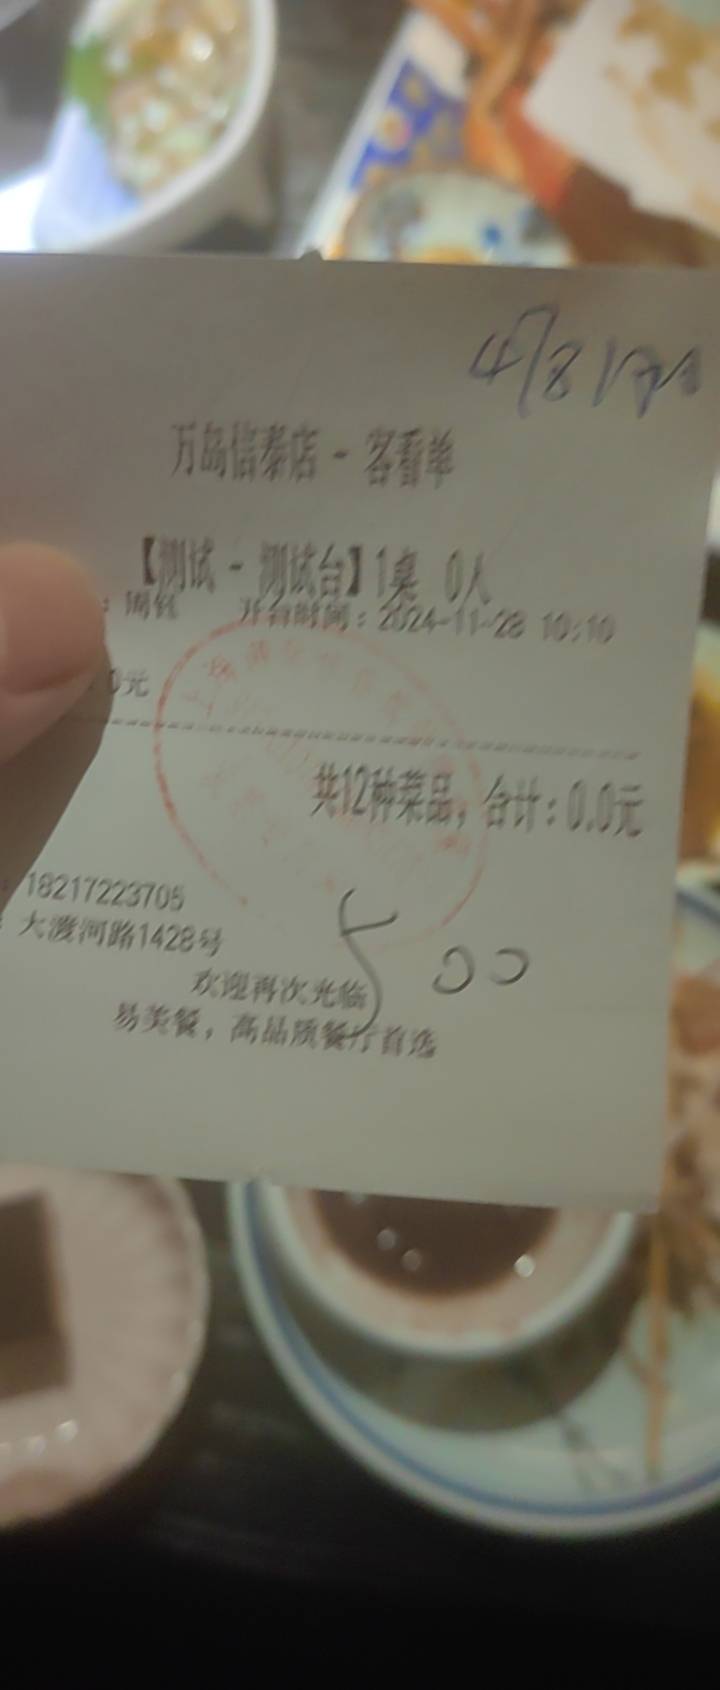 万岛信泰店 - 客看单
【测试 - 测试台】1桌 0人
开台时间：2024-11-28 10:10
：0元
共12种菜品，合计：0.0元
18217223705
大渡河路1428号
500
欢迎再次光临
易美餐，高品质餐厅首选